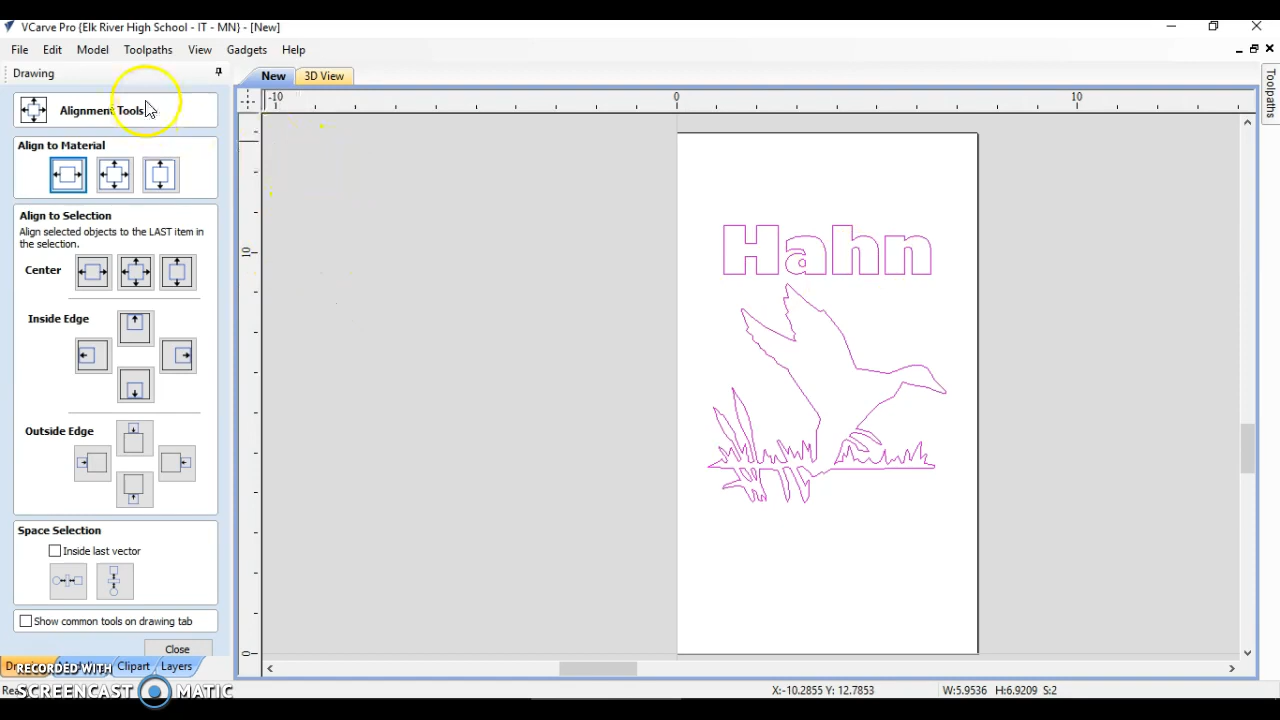 VCarve Pro {Elk River High School - IT - MN} - [New]
File Edit Model Toolpaths View Gadgets Help
Drawing
New 3D View
Toolpaths
-10 0 10
Alignment Tools
Align to Material
Align to Selection
Align selected objects to the LAST item in
the selection.
Center
10
Hahn
Inside Edge
Outside Edge
Space Selection
Inside last vector
Show common tools on drawing tab
Close
0
Clipart Layers
RECORDED WITH
SCREENCAST MATIC
X:-10.2855 Y: 12.7853
W:5.9536 H:6.9209 S:2